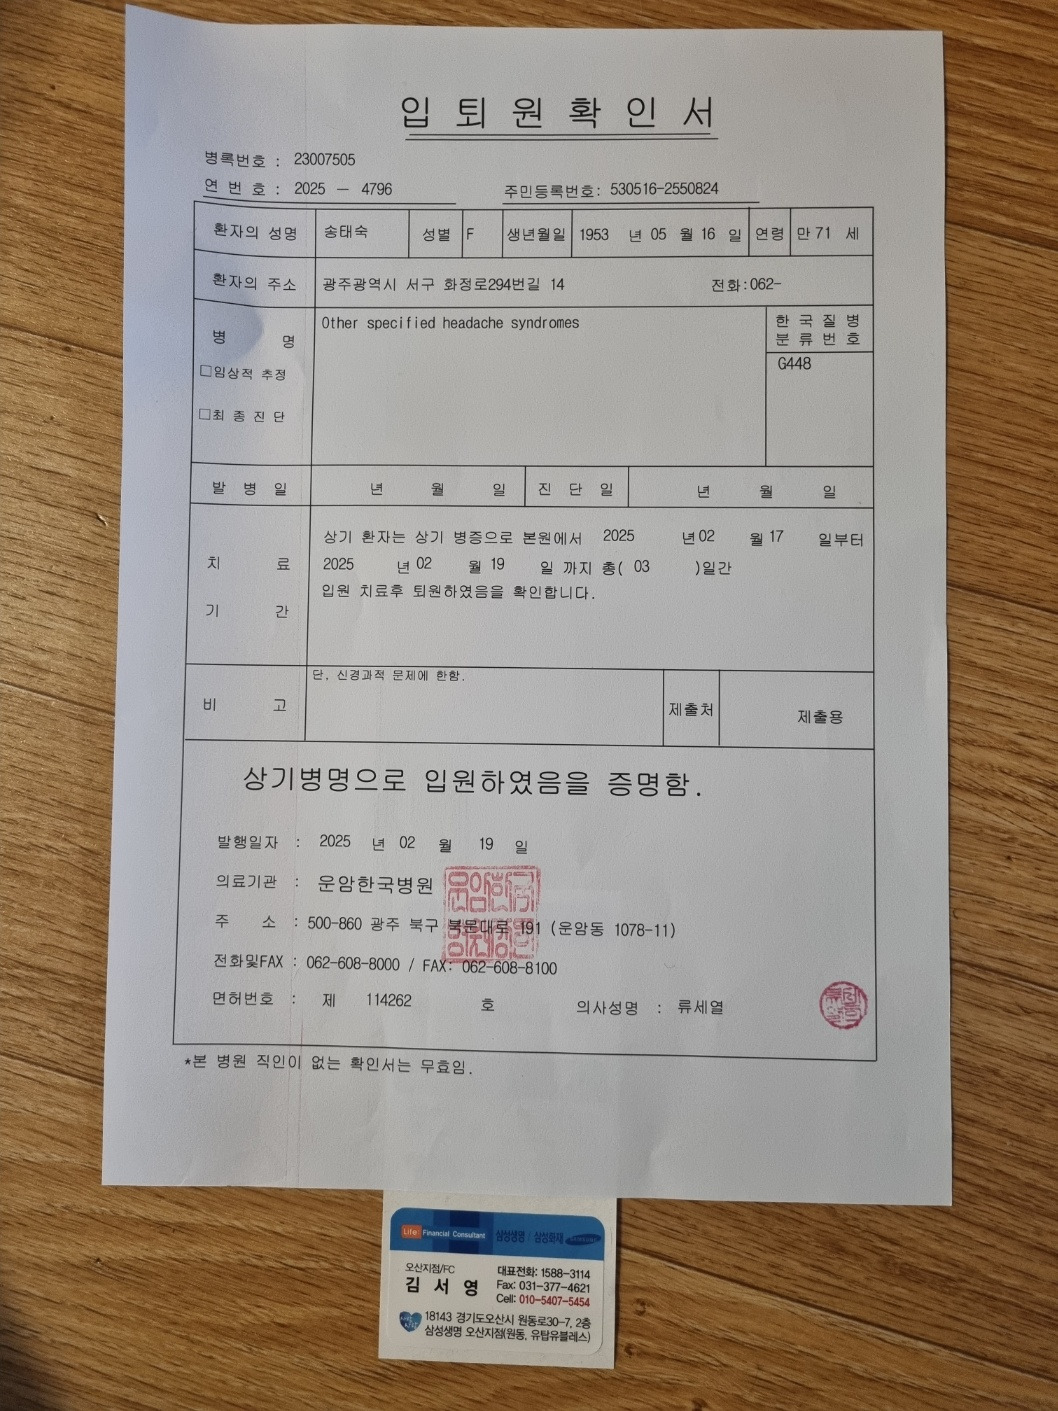 입 퇴 원 확 인 서
병록번호 : 23007505
연 번 호 : 2025 - 4796 주민등록번호: 530516-2550824
환자의 성명 송태숙 성별 F 생년월일 1953 년 05 월 16 일 연령 만 71 세
환자의 주소 광주광역시 서구 화정로294번길 14 전화:062-
병 명 Other specified headache syndromes 한 국 질 병
분 류 번 호
G448
□임상적 추정
□최 종 진 단
발 병 일 년 월 일 진 단 일 년 월 일
치 료 기 간
상기 환자는 상기 병증으로 본원에서 2025 년 02 월 17 일부터
2025 년 02 월 19 일 까지 총( 03 )일간
입원 치료후 퇴원하였음을 확인합니다.
비 고 단, 신경과적 문제에 한함. 제출처 제출용
상기병명으로 입원하였음을 증명함.
발행일자 : 2025 년 02 월 19 일
의료기관 : 운암한국병원
주 소 : 500-860 광주 북구 북문대로 191 (운암동 1078-11)
전화및FAX : 062-608-8000 / FAX: 062-608-8100
면허번호 : 제 114262 호 의사성명 : 류세열
*본 병원 직인이 없는 확인서는 무효임.
Life Financial Consultant 삼성생명 / 삼성화재
오산지점/FC
김 서 영
대표전화: 1588-3114
Fax: 031-377-4621
Cell: 010-5407-5454
18143 경기도오산시 원동로30-7, 2층
삼성생명 오산지점(원동, 유탑유블레스)